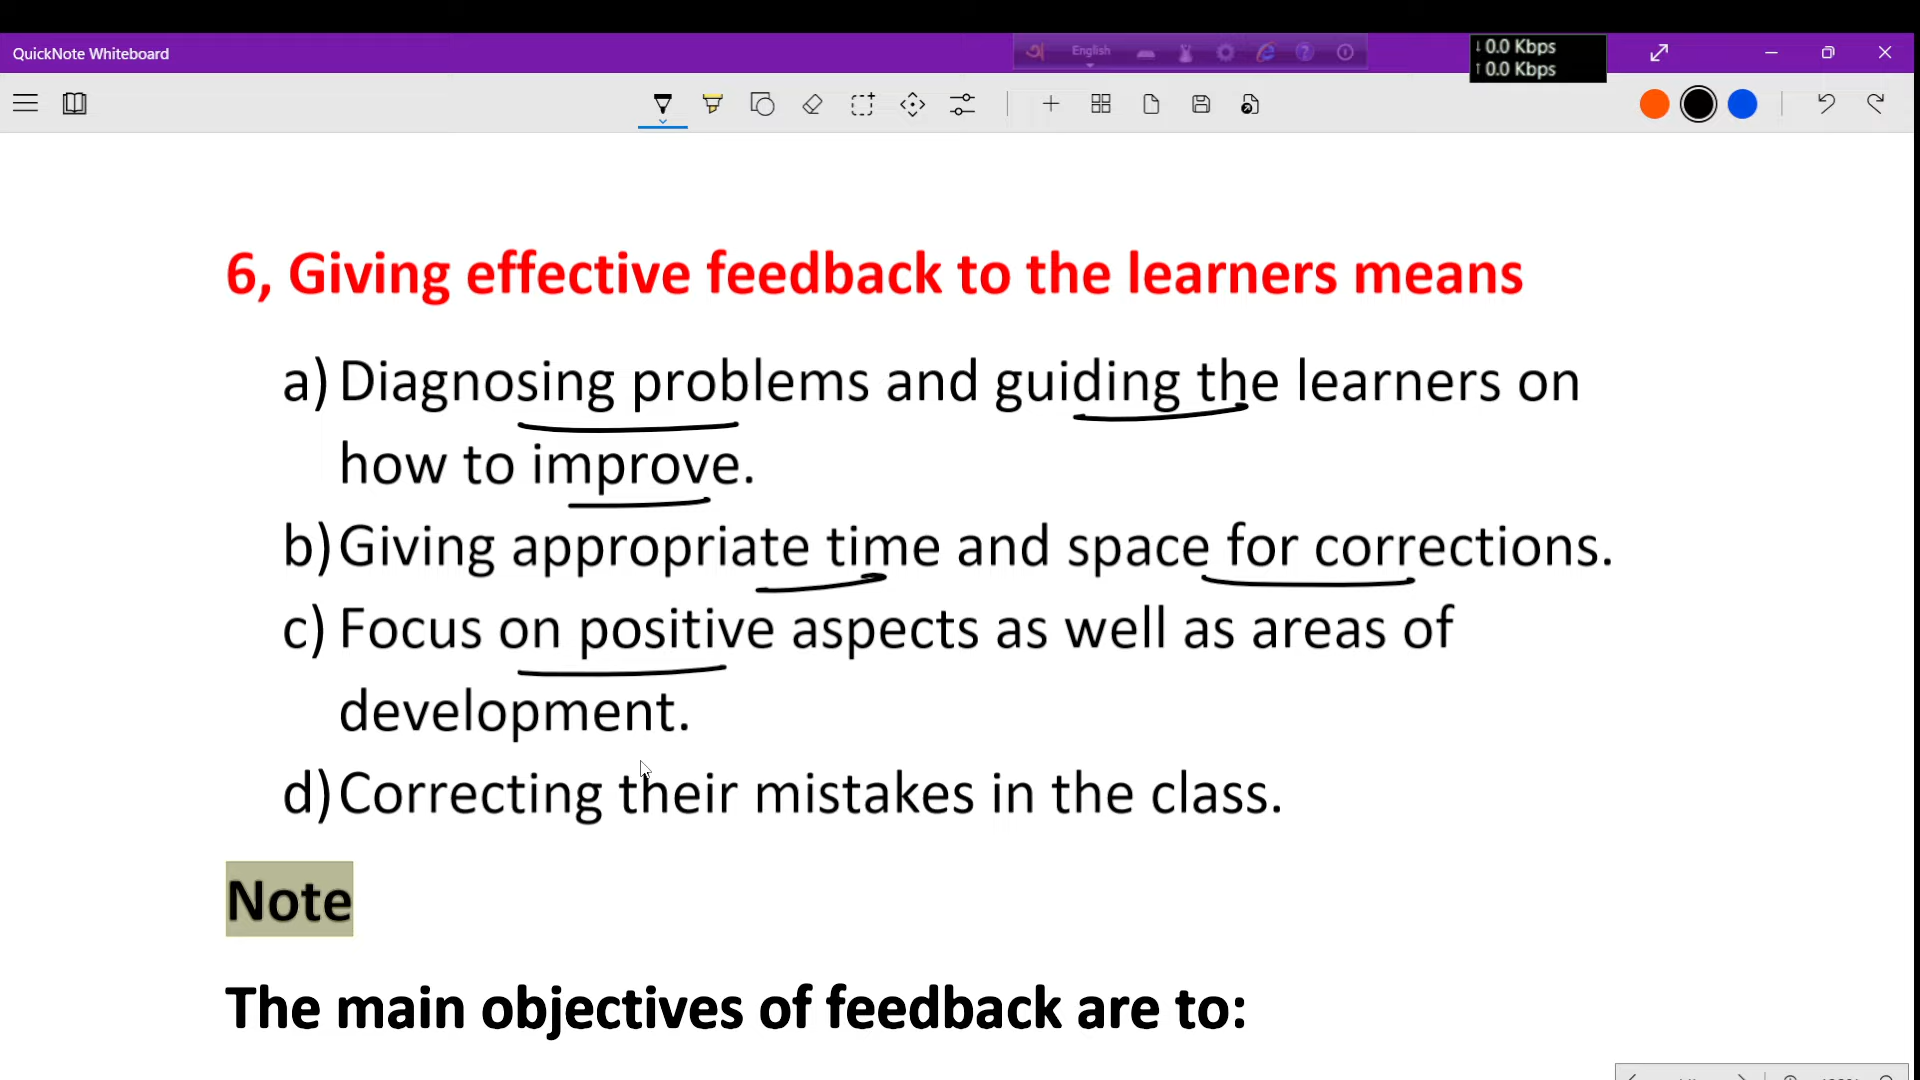 QuickNote Whiteboard
English
↓ 0.0 Kbps
↑ 0.0 Kbps
6, Giving effective feedback to the learners means
a) Diagnosing problems and guiding the learners on
how to improve.
b) Giving appropriate time and space for corrections.
c) Focus on positive aspects as well as areas of
development.
d) Correcting their mistakes in the class.
Note
The main objectives of feedback are to: